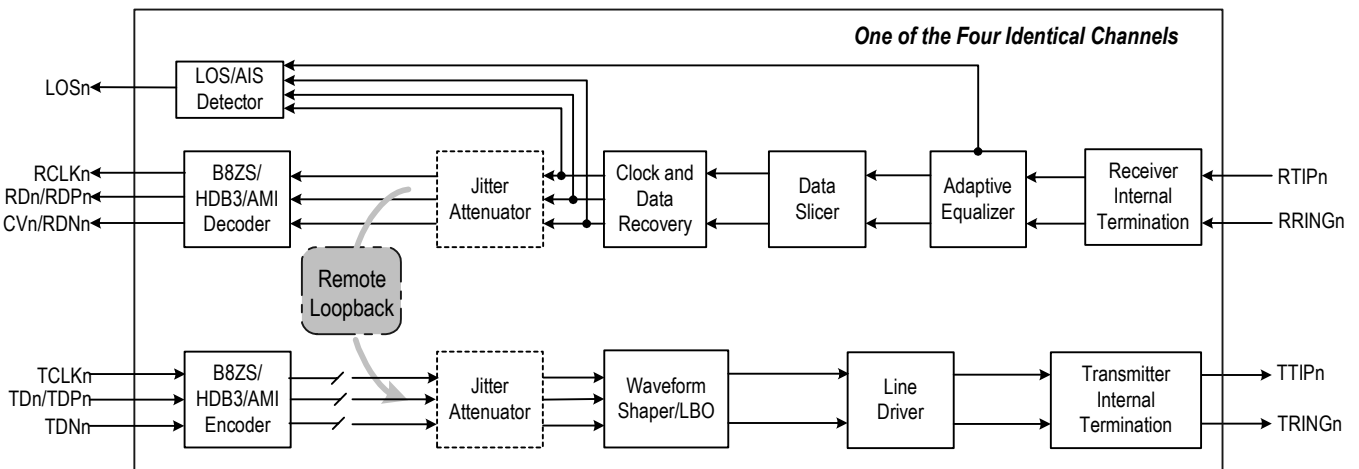 One of the Four Identical Channels
LOSn
LOS/AIS
Detector
RCLKn
RDn/RDPn
CVn/RDNn
B8ZS/
HDB3/AMI
Decoder
Jitter
Attenuator
Clock and
Data
Recovery
Data
Slicer
Adaptive
Equalizer
Receiver
Internal
Termination
RTIPn
RRINGn
Remote
Loopback
TCLKn
TDn/TDPn
TDNn
B8ZS/
HDB3/AMI
Encoder
Jitter
Attenuator
Waveform
Shaper/LBO
Line
Driver
Transmitter
Internal
Termination
TTIPn
TRINGn